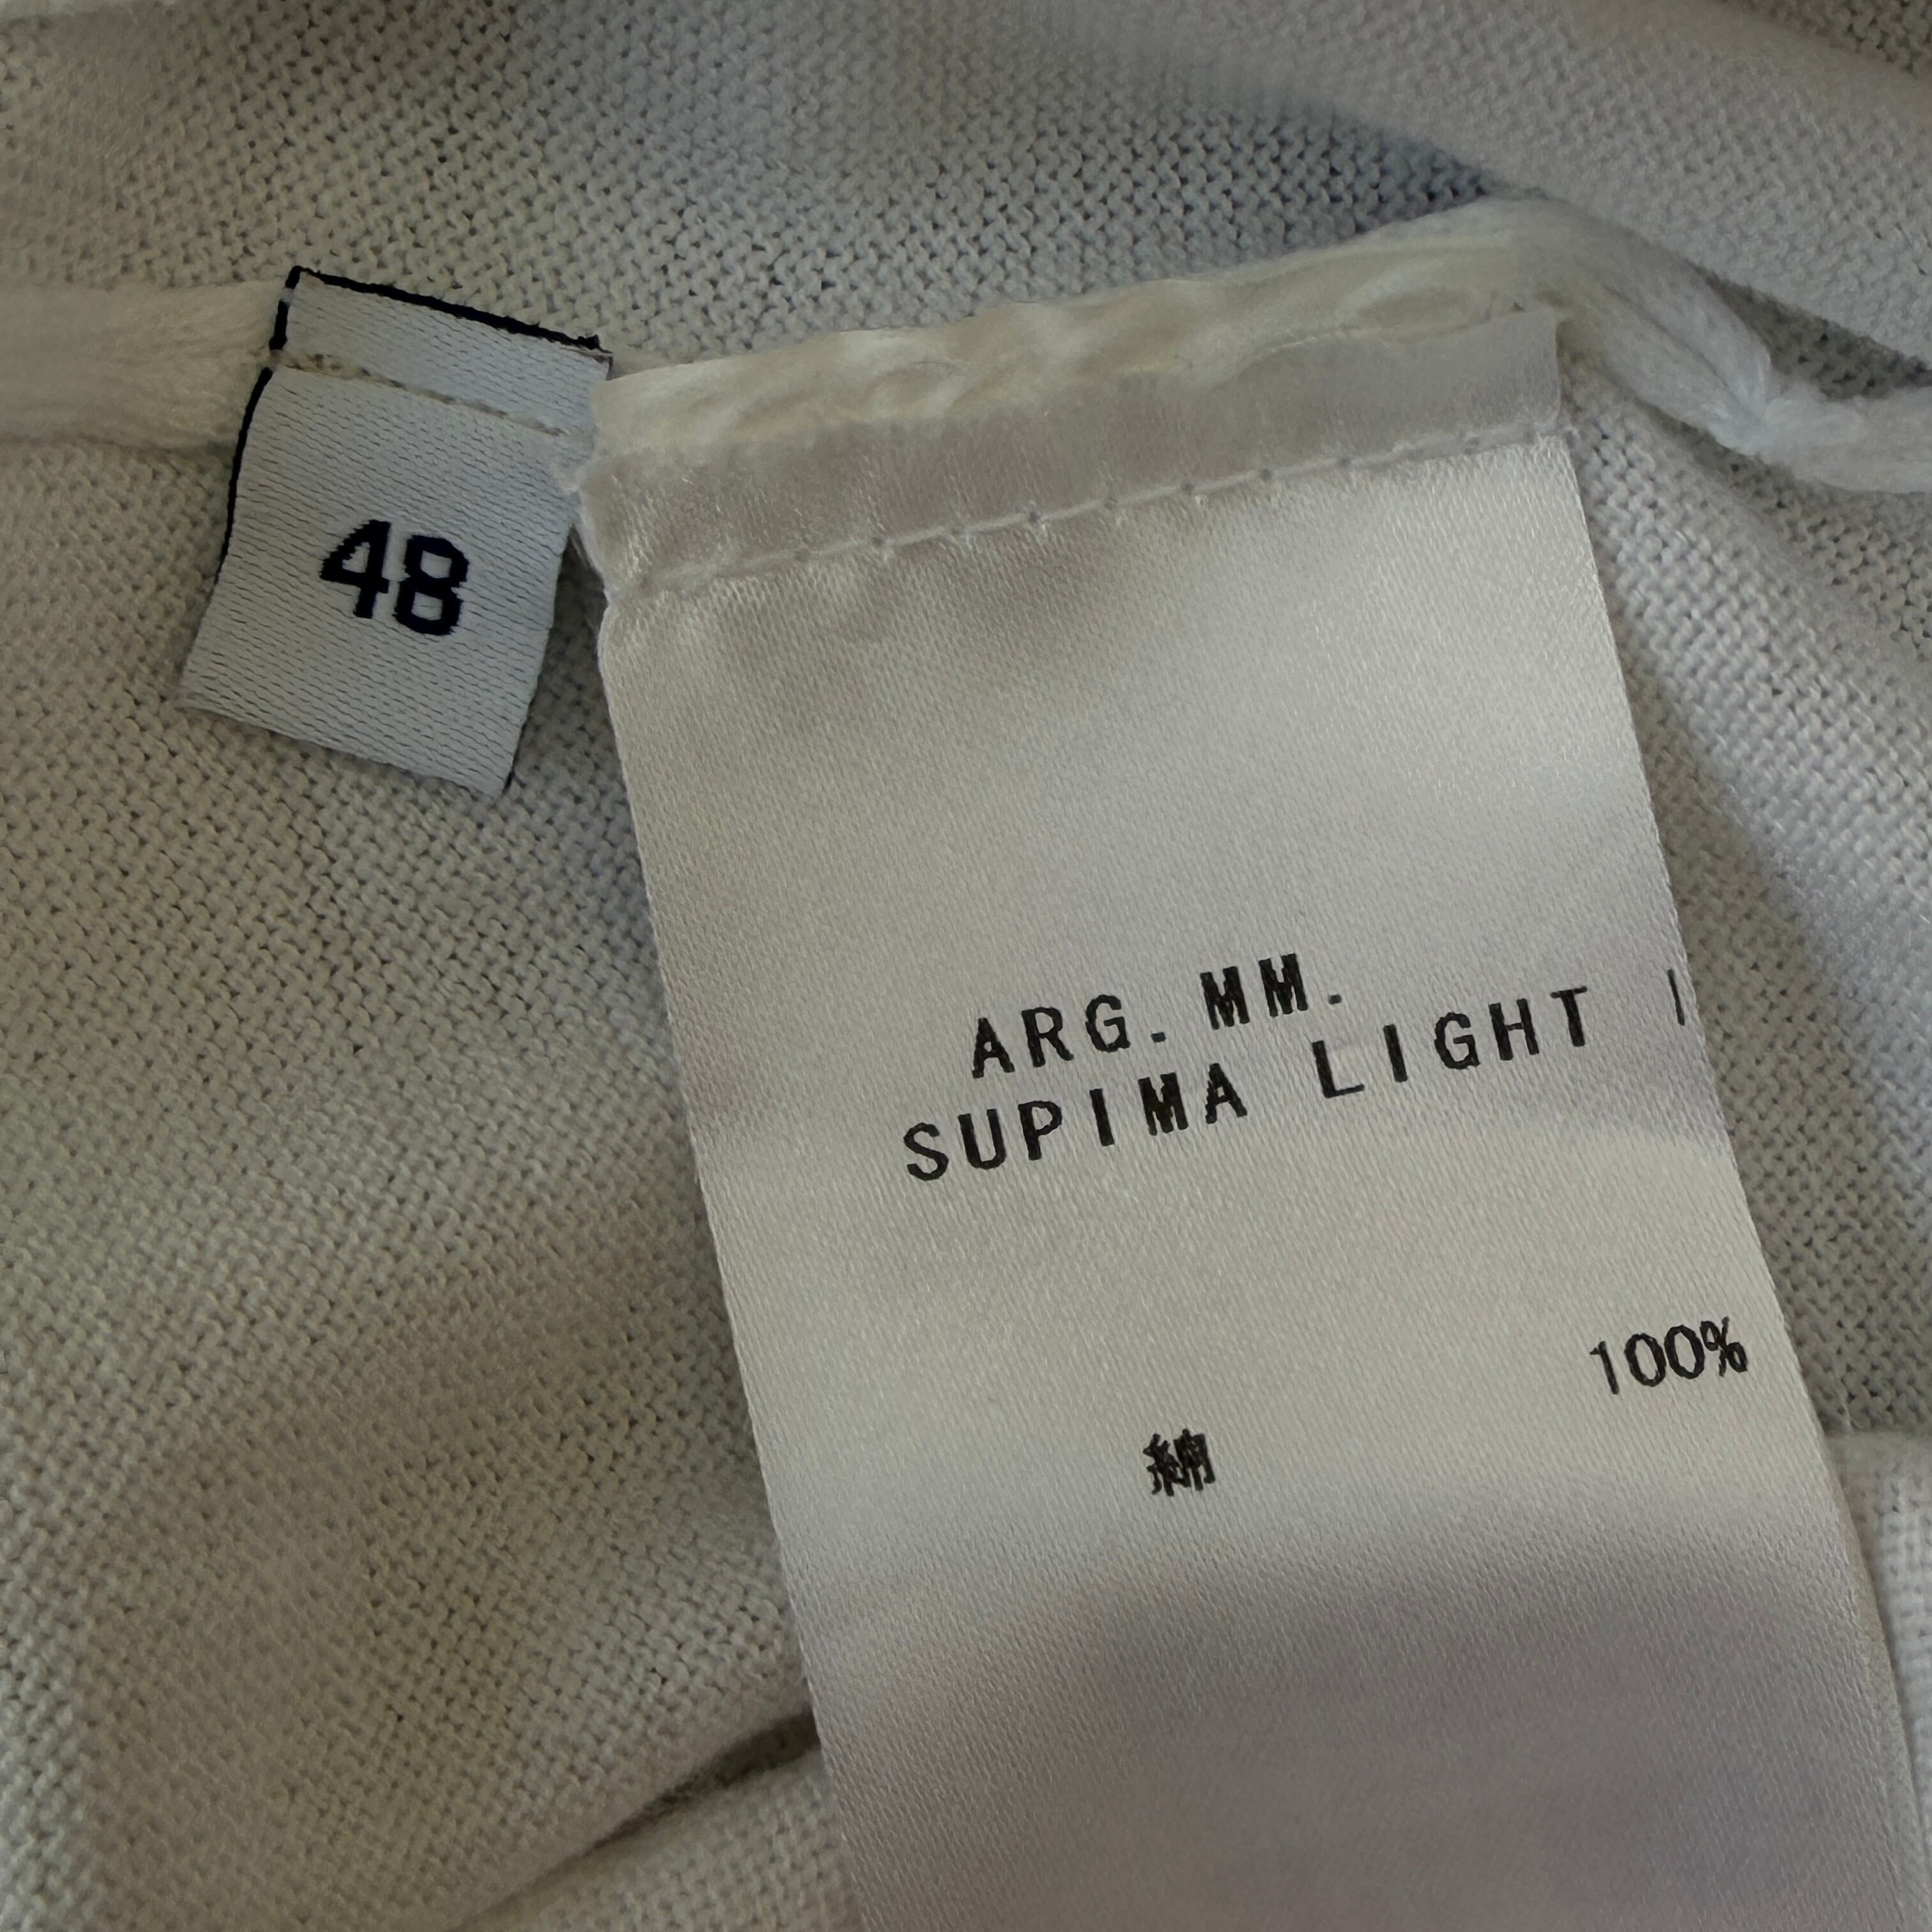 48
ARG. MM.
SUPIMA LIGHT I
100%
綿